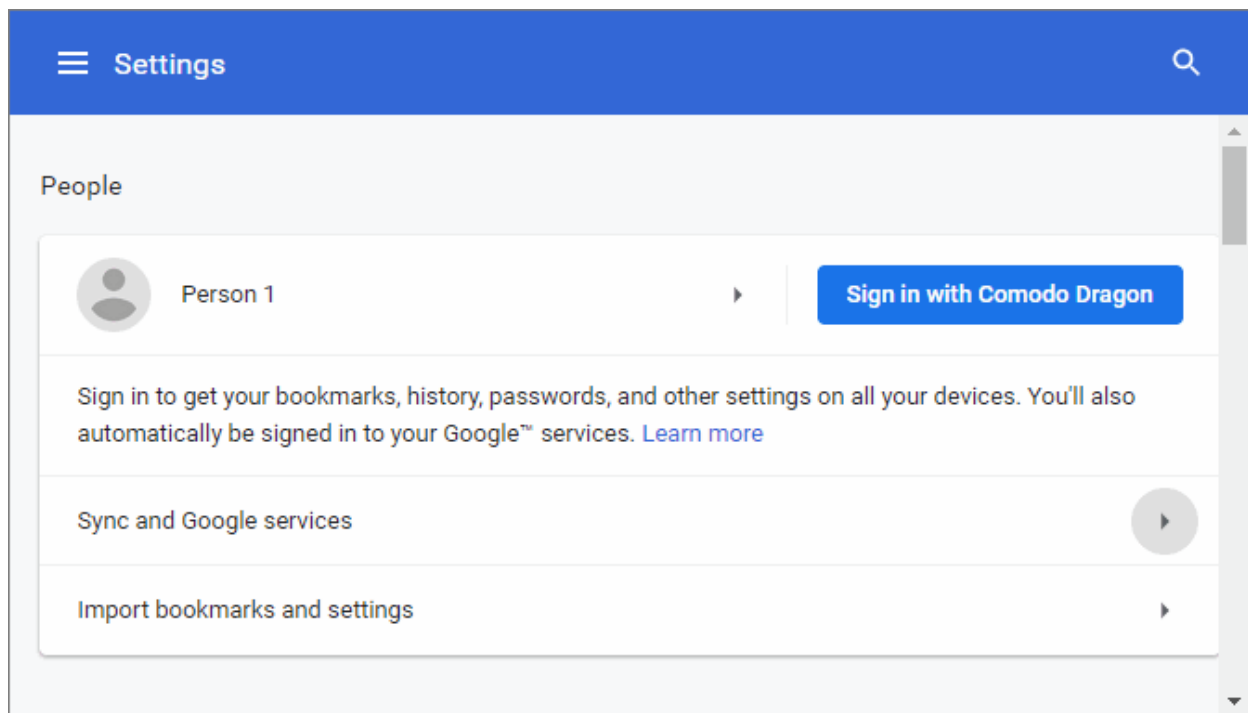 Settings
People
Person 1
Sign in with Comodo Dragon
Sign in to get your bookmarks, history, passwords, and other settings on all your devices. You'll also
automatically be signed in to your Google™ services. Learn more
Sync and Google services
Import bookmarks and settings